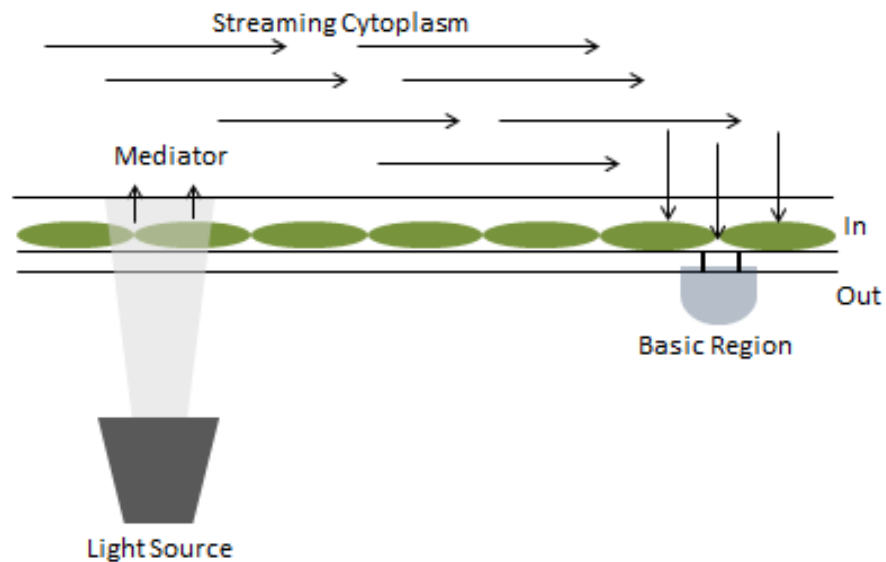 Streaming Cytoplasm
Mediator
In
Out
Basic Region
Light Source